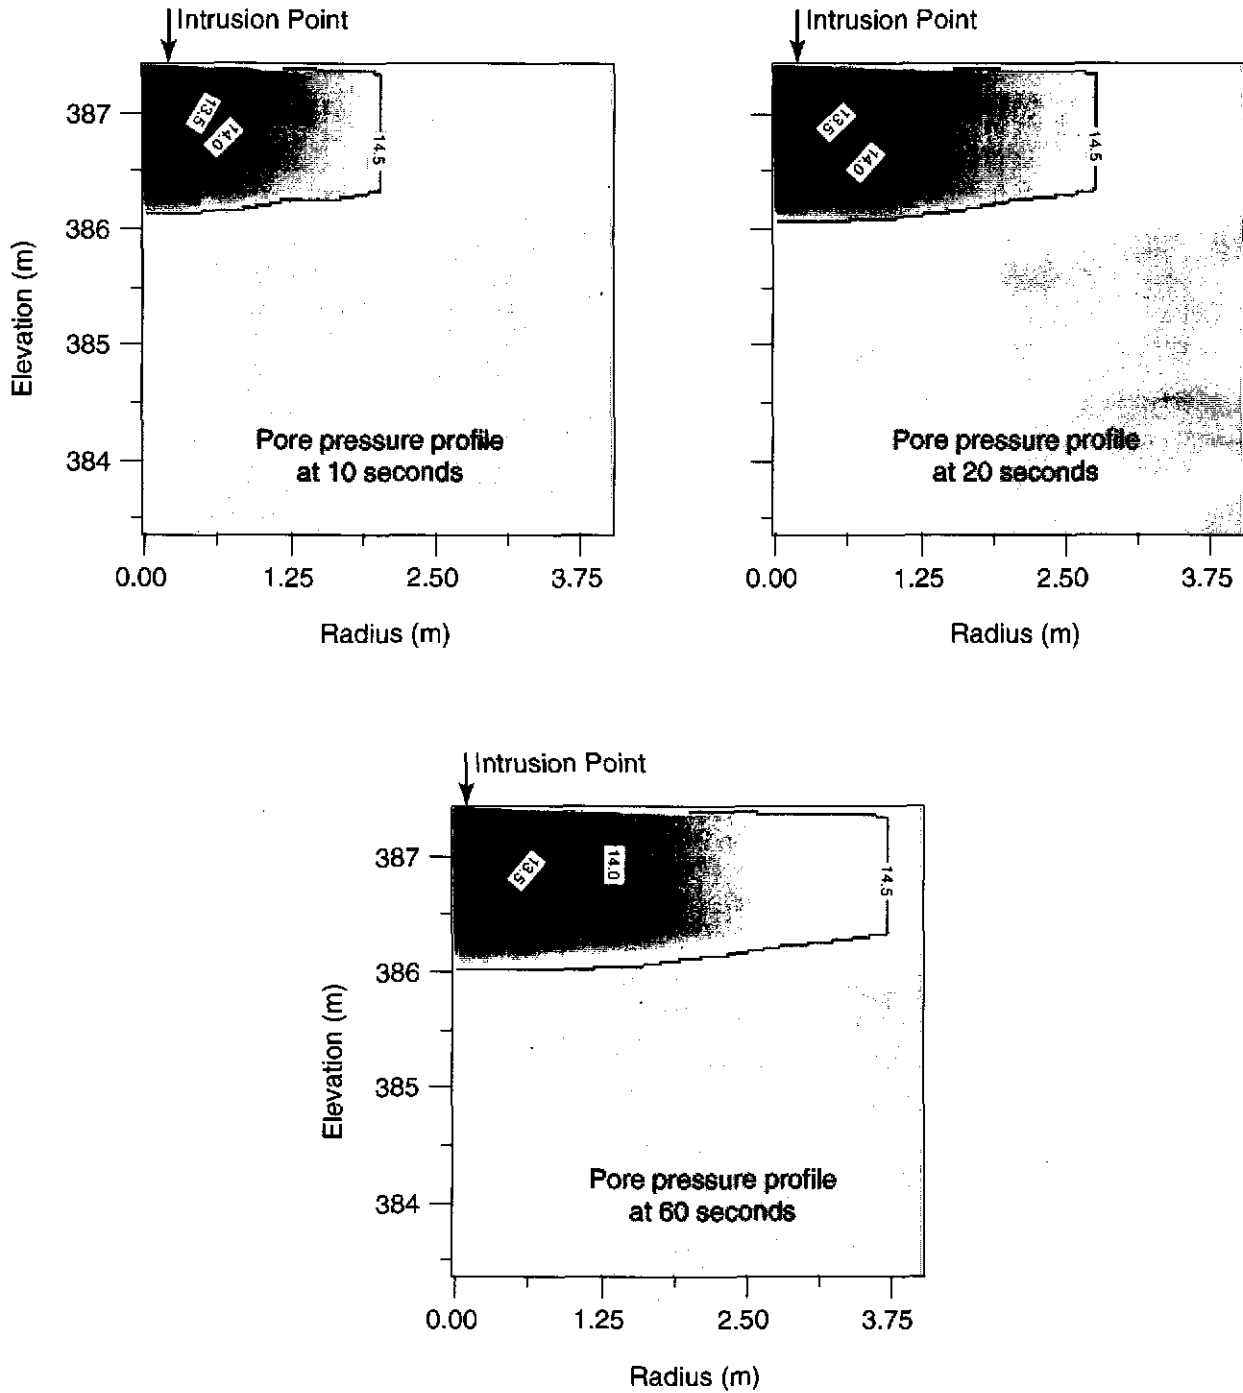 Intrusion Point
Intrusion Point
387
386
385
384
Elevation (m)
13.5
14.0
14.5
Pore pressure profile
at 10 seconds
0.00 1.25 2.50 3.75
Radius (m)
13.5
14.0
14.5
Pore pressure profile
at 20 seconds
0.00 1.25 2.50 3.75
Radius (m)
Intrusion Point
387
386
385
384
Elevation (m)
13.5
14.0
14.5
Pore pressure profile
at 60 seconds
0.00 1.25 2.50 3.75
Radius (m)